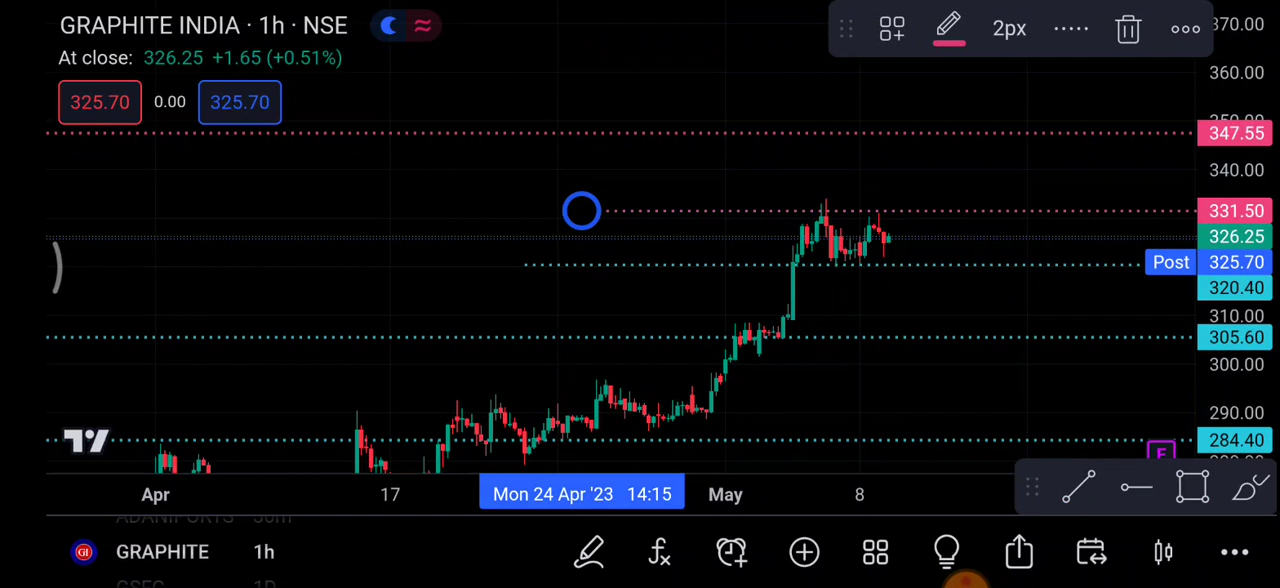 GRAPHITE INDIA · 1h · NSE
At close: 326.25 +1.65 (+0.51%)
325.70 0.00 325.70
2px
370.00
360.00
350.00
347.55
340.00
331.50
326.25
Post 325.70
320.40
310.00
305.60
300.00
290.00
284.40
E
Apr 17 Mon 24 Apr '23 14:15 May 8
ADANIPORTS 30m
GI GRAPHITE 1h
GSFC 1D